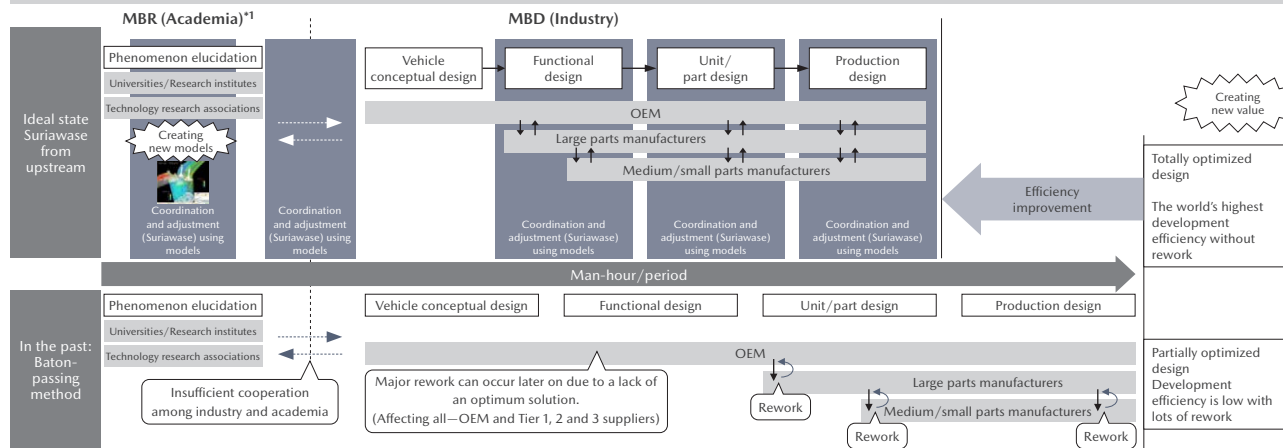 MBR (Academia)*1
MBD (Industry)
Ideal state
Suriawase
from
upstream
Phenomenon elucidation
Universities/Research institutes
Technology research associations
Creating
new models
Coordination
and adjustment
(Suriawase) using
models
Coordination
and adjustment
(Suriawase) using
models
Vehicle
conceptual design
Functional
design
Unit/
part design
Production
design
OEM
Large parts manufacturers
Medium/small parts manufacturers
Coordination and
adjustment (Suriawase)
using models
Coordination and
adjustment (Suriawase)
using models
Coordination and
adjustment (Suriawase)
using models
Efficiency
improvement
Creating
new value
Totally optimized
design
The world's highest
development
efficiency without
rework
Man-hour/period
In the past:
Baton-
passing
method
Phenomenon elucidation
Universities/Research institutes
Technology research associations
Insufficient cooperation
among industry and academia
Vehicle conceptual design
Functional design
Unit/part design
Production design
OEM
Major rework can occur later on due to a lack of
an optimum solution.
(Affecting all—OEM and Tier 1, 2 and 3 suppliers)
Large parts manufacturers
Rework
Medium/small parts manufacturers
Rework
Rework
Partially optimized
design
Development
efficiency is low with
lots of rework